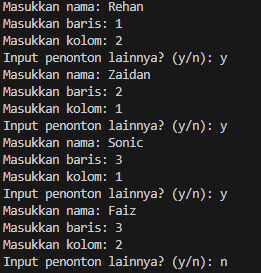 Masukkan nama: Rehan
Masukkan baris: 1
Masukkan kolom: 2
Input penonton lainnya? (y/n): y
Masukkan nama: Zaidan
Masukkan baris: 2
Masukkan kolom: 1
Input penonton lainnya? (y/n): y
Masukkan nama: Sonic
Masukkan baris: 3
Masukkan kolom: 1
Input penonton lainnya? (y/n): y
Masukkan nama: Faiz
Masukkan baris: 3
Masukkan kolom: 2
Input penonton lainnya? (y/n): n